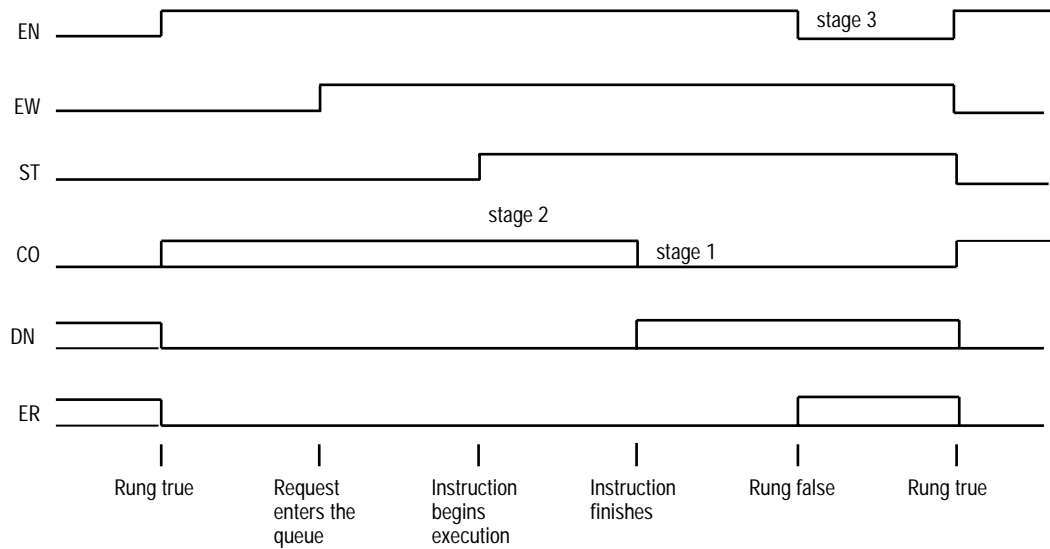 EN
stage 3
EW
ST
stage 2
CO
stage 1
DN
ER
Rung true
Request
enters the
queue
Instruction
begins
execution
Instruction
finishes
Rung false
Rung true